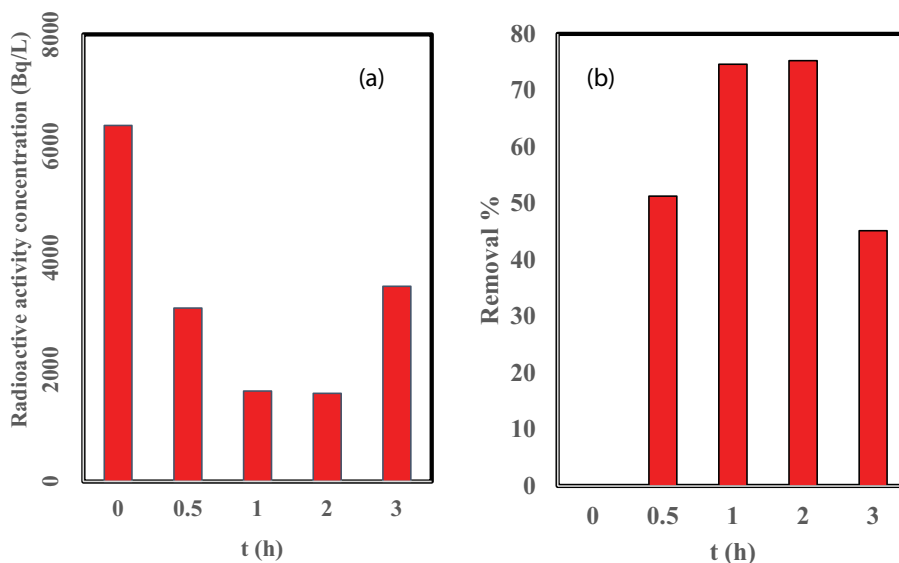 (a)
Radioactive activity concentration (Bq/L)
8000
6000
4000
2000
0
0 0.5 1 2 3
t (h)
(b)
Removal %
80
70
60
50
40
30
20
10
0
0 0.5 1 2 3
t (h)